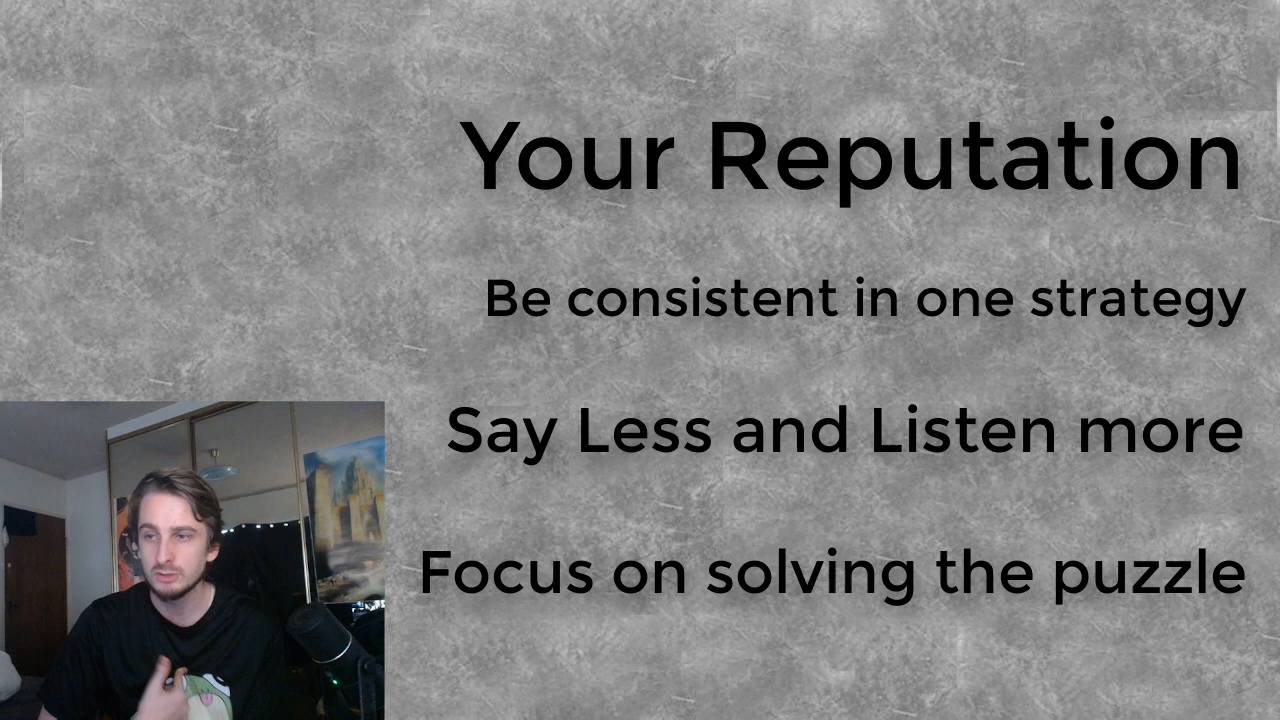 Your Reputation
Be consistent in one strategy
Say Less and Listen more
Focus on solving the puzzle